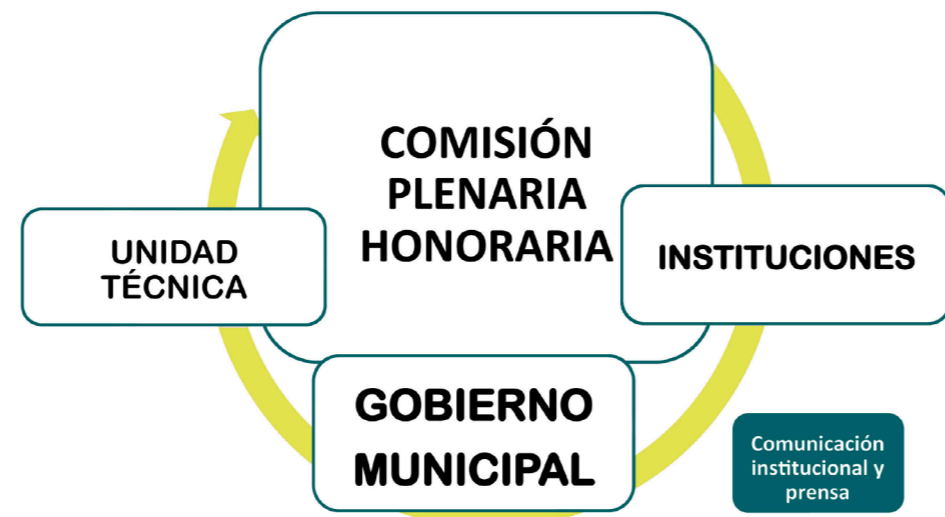 COMISIÓN
PLENARIA
HONORARIA
UNIDAD
TÉCNICA
INSTITUCIONES
GOBIERNO
MUNICIPAL
Comunicación
institucional y
prensa